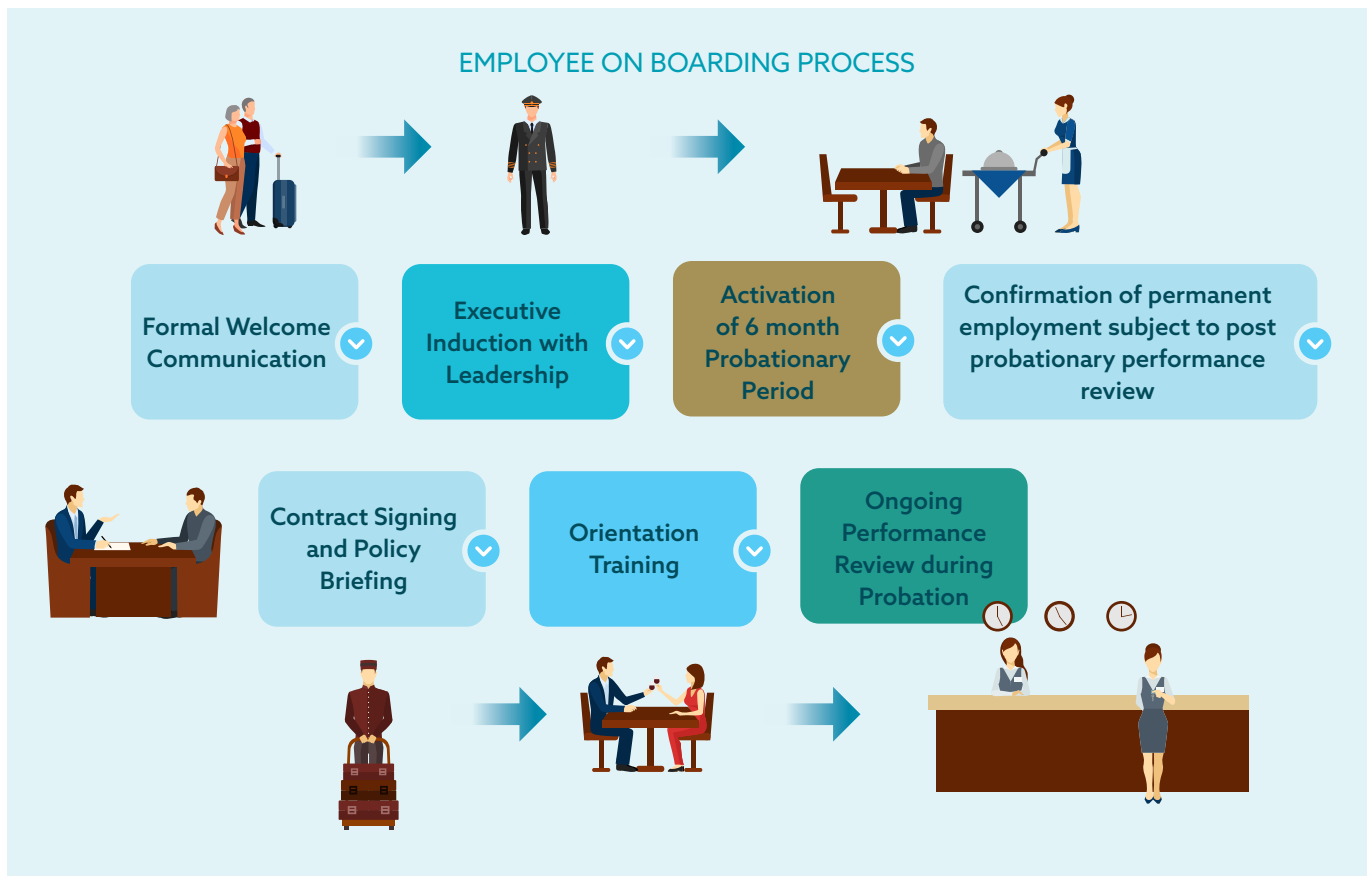 EMPLOYEE ON BOARDING PROCESS
Formal Welcome
Communication
Executive
Induction with
Leadership
Activation
of 6 month
Probationary
Period
Confirmation of permanent
employment subject to post
probationary performance
review
Contract Signing
and Policy
Briefing
Orientation
Training
Ongoing
Performance
Review during
Probation